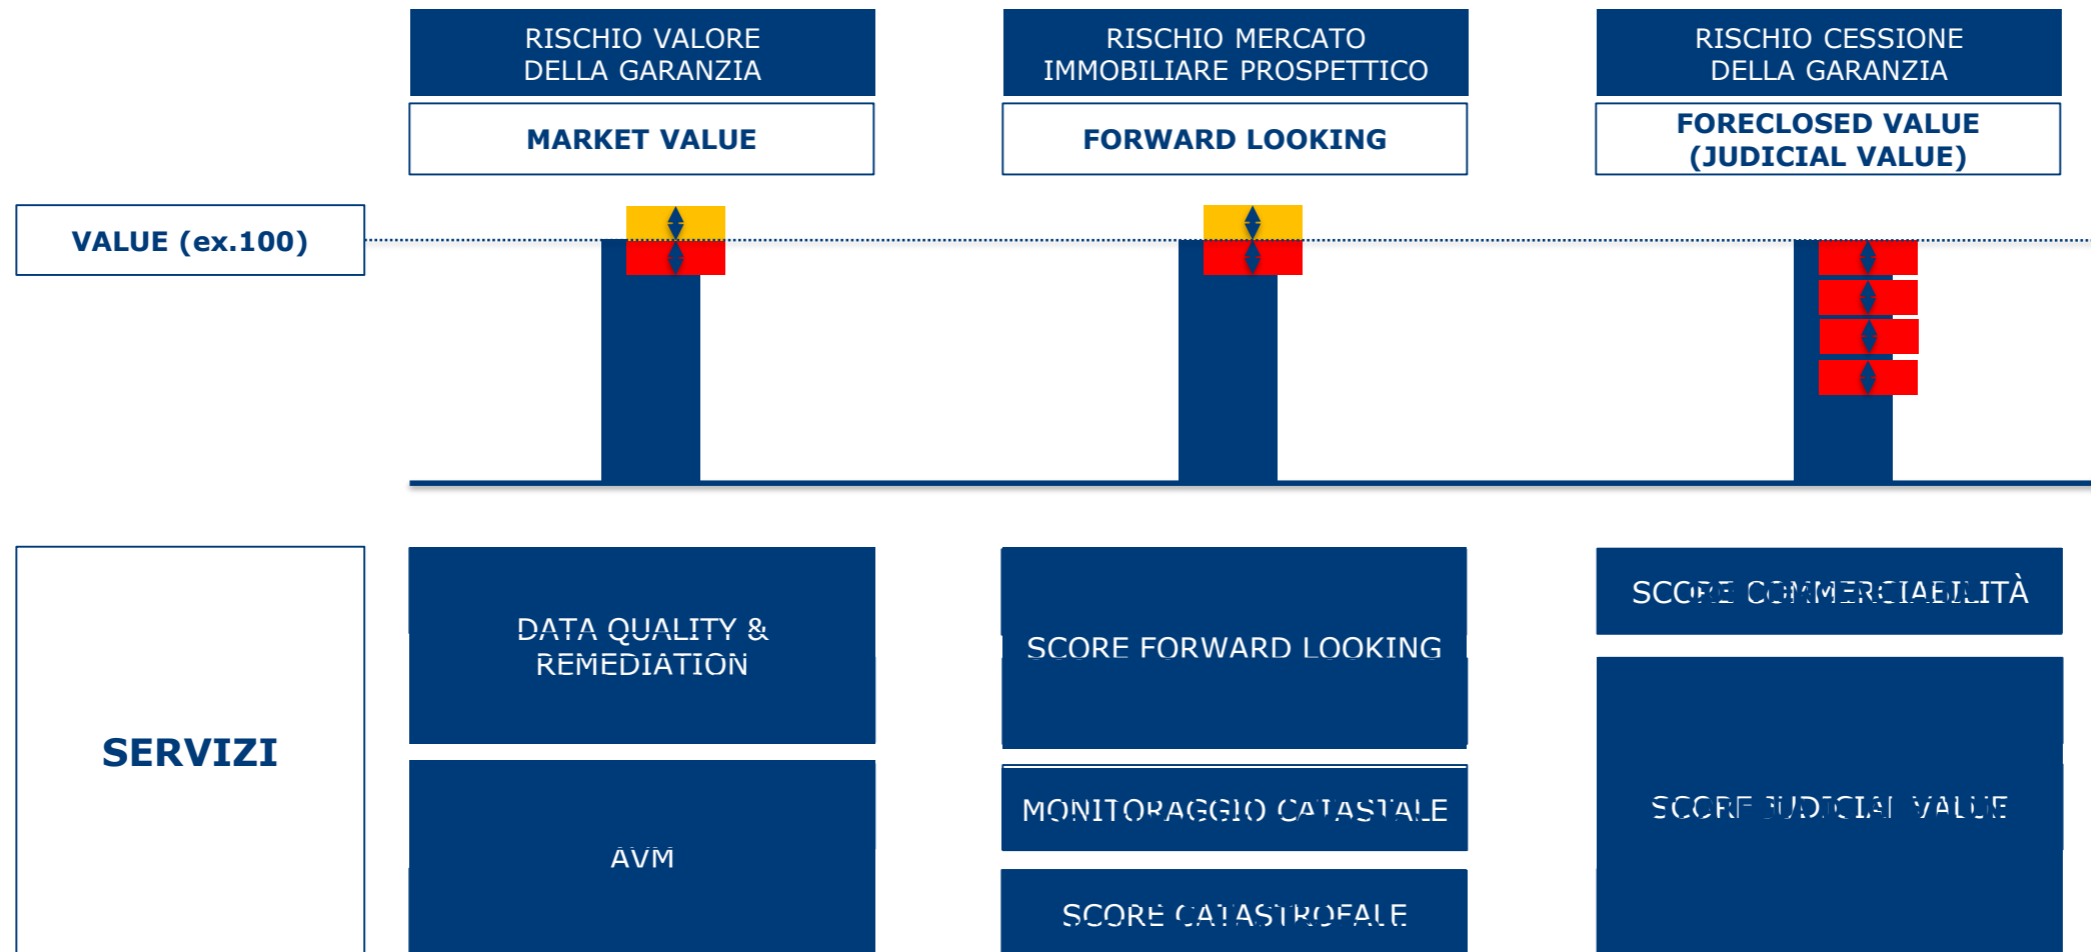 RISCHIO VALORE
DELLA GARANZIA
RISCHIO MERCATO
IMMOBILIARE PROSPETTICO
RISCHIO CESSIONE
DELLA GARANZIA
MARKET VALUE
FORWARD LOOKING
FORECLOSED VALUE
(JUDICIAL VALUE)
VALUE (ex.100)
SERVIZI
DATA QUALITY &
REMEDIATION
AVM
SCORE FORWARD LOOKING
MONITORAGGIO CATASTALE
SCORE CATASTROFALE
SCORE COMMERCIABILITÀ
SCORE JUDICIAL VALUE